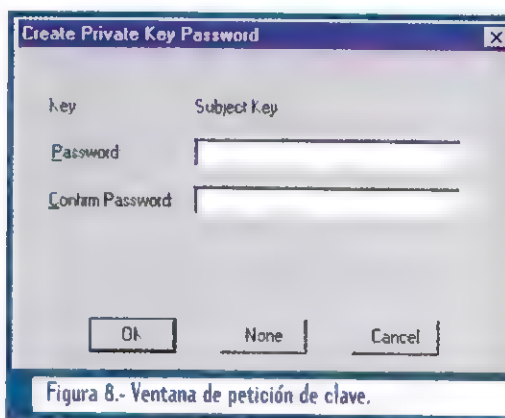 Create Private Key Password
Key Subject Key
Password
Confirm Password
Ok None Cancel
Figura 8.- Ventana de petición de clave.